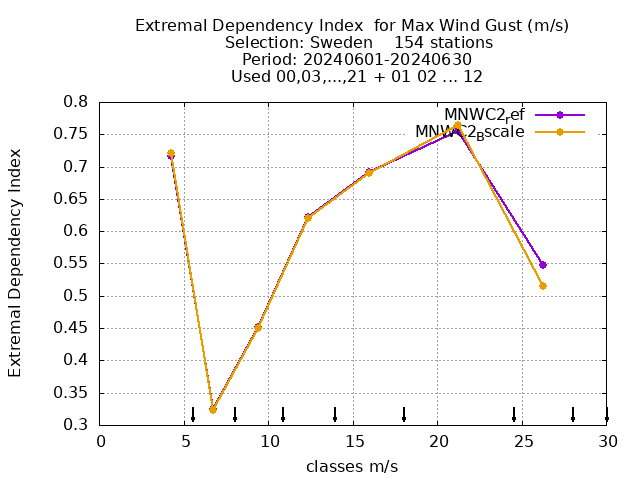 Extremal Dependency Index  for Max Wind Gust (m/s)
Selection: Sweden    154 stations
Period: 20240601-20240630
Used 00,03,...,21 + 01 02 ... 12
MNWC2ref
MNWC2Bscale
Extremal Dependency Index
0.8
0.75
0.7
0.65
0.6
0.55
0.5
0.45
0.4
0.35
0.3
0 5 10 15 20 25 30
classes m/s